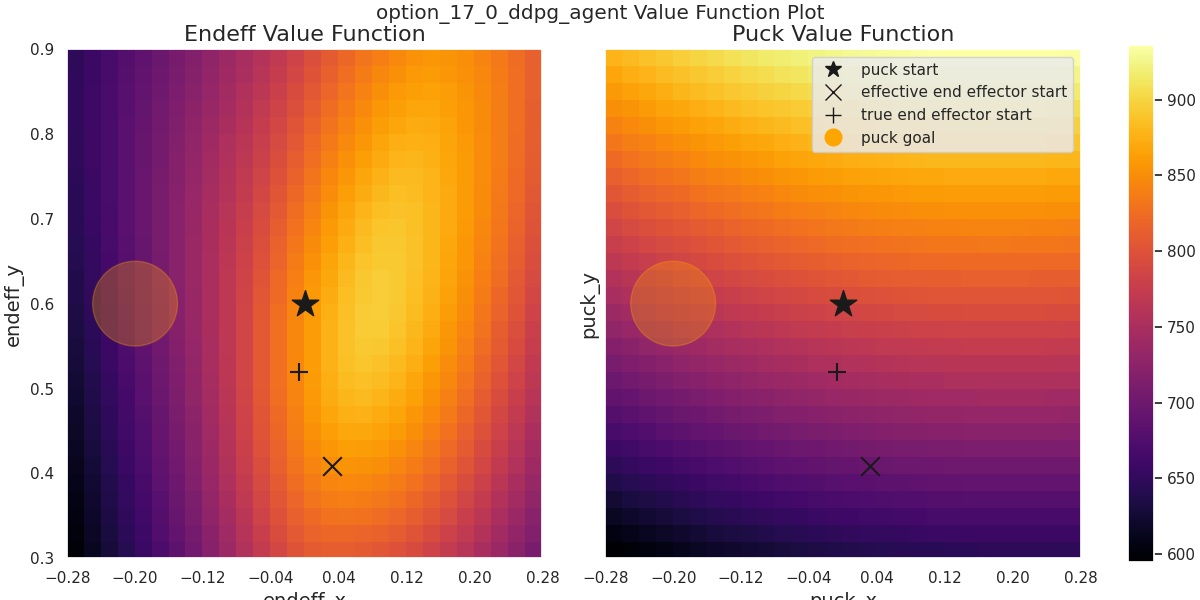 option_17_0_ddpg_agent Value Function Plot
Endeff Value Function
Puck Value Function
puck start
effective end effector start
true end effector start
puck goal
endeff_y
0.9
0.8
0.7
0.6
0.5
0.4
0.3
−0.28 −0.20 −0.12 −0.04 0.04 0.12 0.20 0.28
endeff_x
puck_y
−0.28 −0.20 −0.12 −0.04 0.04 0.12 0.20 0.28
puck_x
900
850
800
750
700
650
600